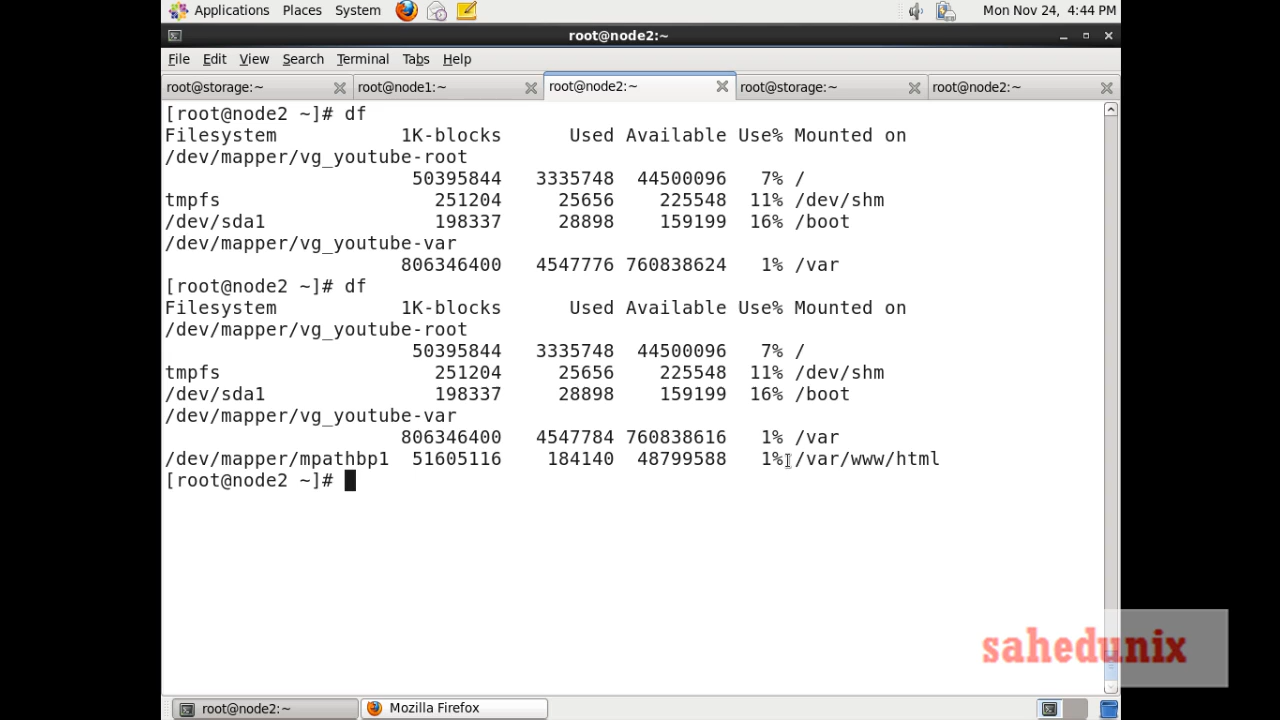 Applications Places System Mon Nov 24, 4:44 PM
root@node2:~
File Edit View Search Terminal Tabs Help
root@storage:~ root@node1:~ root@node2:~ root@storage:~ root@node2:~
[root@node2 ~]# df
Filesystem 1K-blocks Used Available Use% Mounted on
/dev/mapper/vg_youtube-root
50395844 3335748 44500096 7% /
tmpfs 251204 25656 225548 11% /dev/shm
/dev/sda1 198337 28898 159199 16% /boot
/dev/mapper/vg_youtube-var
806346400 4547776 760838624 1% /var
[root@node2 ~]# df
Filesystem 1K-blocks Used Available Use% Mounted on
/dev/mapper/vg_youtube-root
50395844 3335748 44500096 7% /
tmpfs 251204 25656 225548 11% /dev/shm
/dev/sda1 198337 28898 159199 16% /boot
/dev/mapper/vg_youtube-var
806346400 4547784 760838616 1% /var
/dev/mapper/mpathbp1 51605116 184140 48799588 1% /var/www/html
[root@node2 ~]#
sahedunix
root@node2:~ Mozilla Firefox